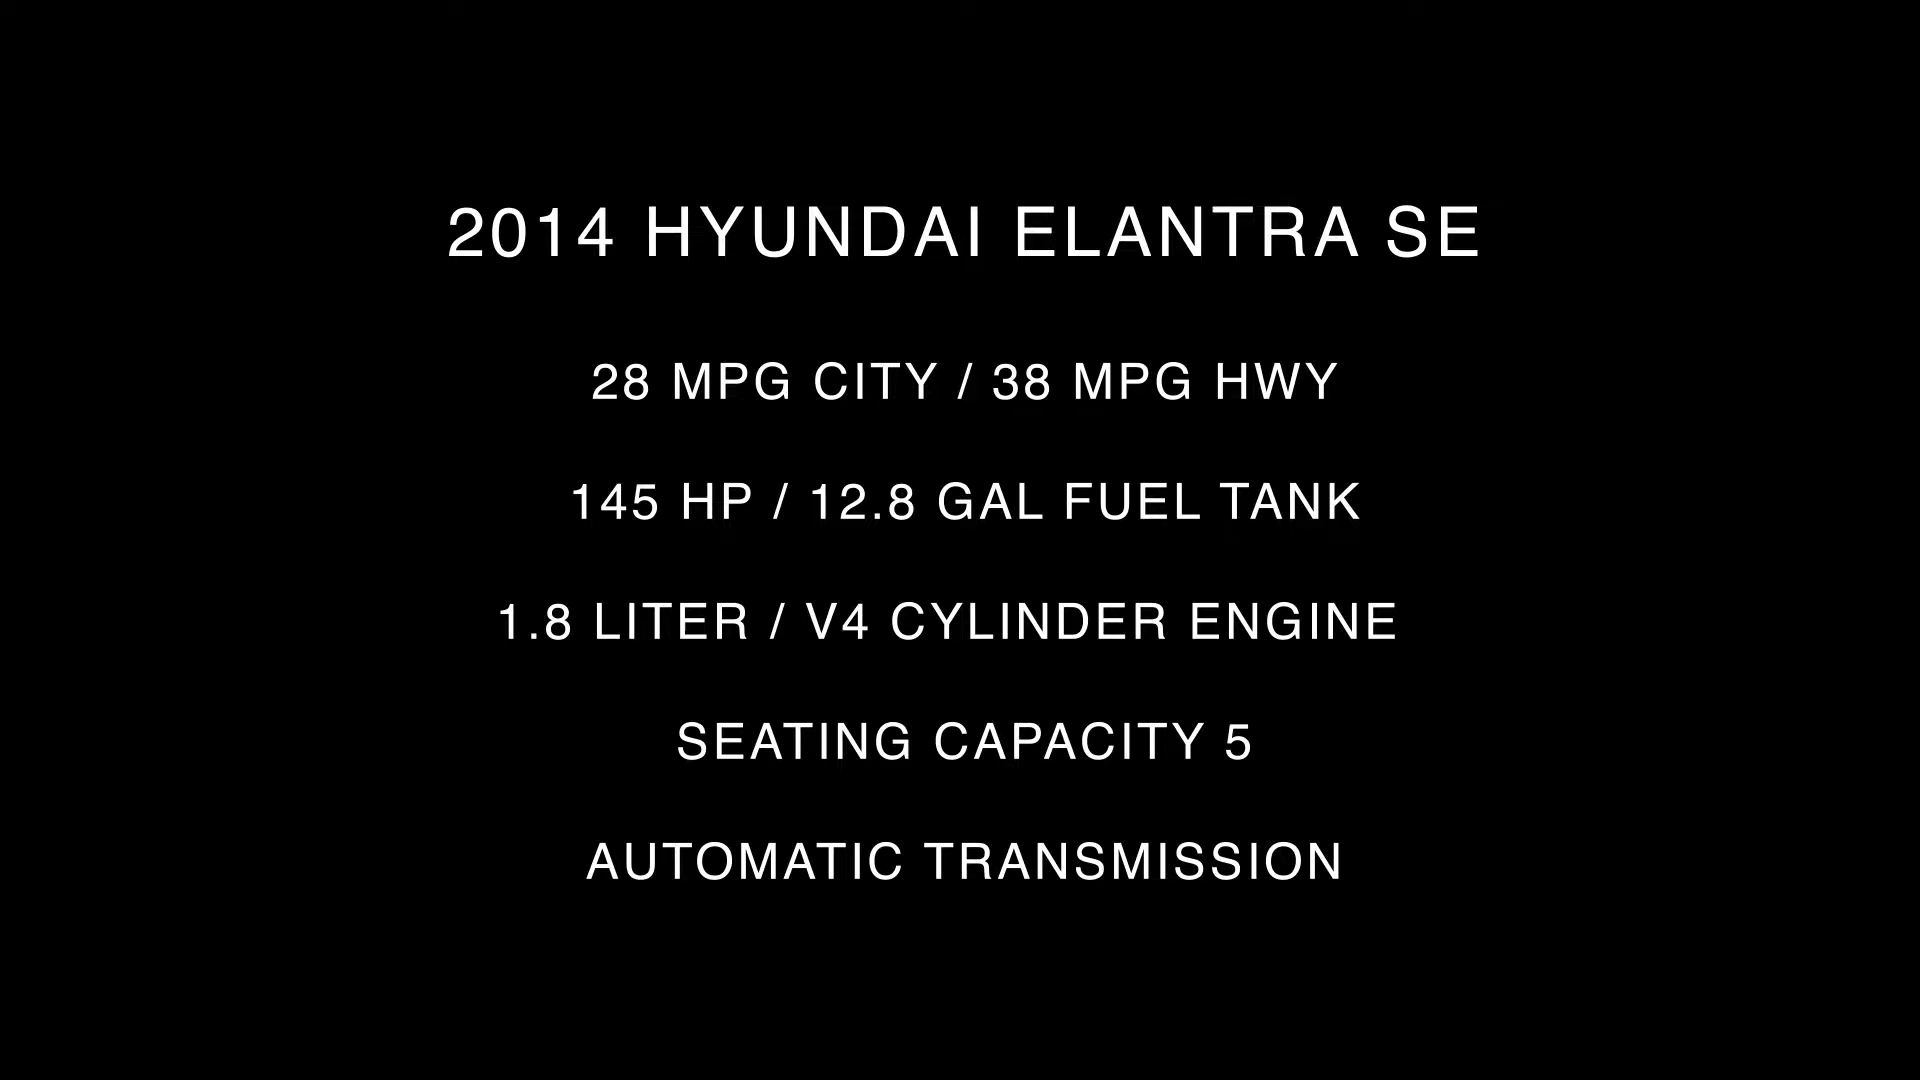 2014 HYUNDAI ELANTRA SE
28 MPG CITY / 38 MPG HWY
145 HP / 12.8 GAL FUEL TANK
1.8 LITER / V4 CYLINDER ENGINE
SEATING CAPACITY 5
AUTOMATIC TRANSMISSION